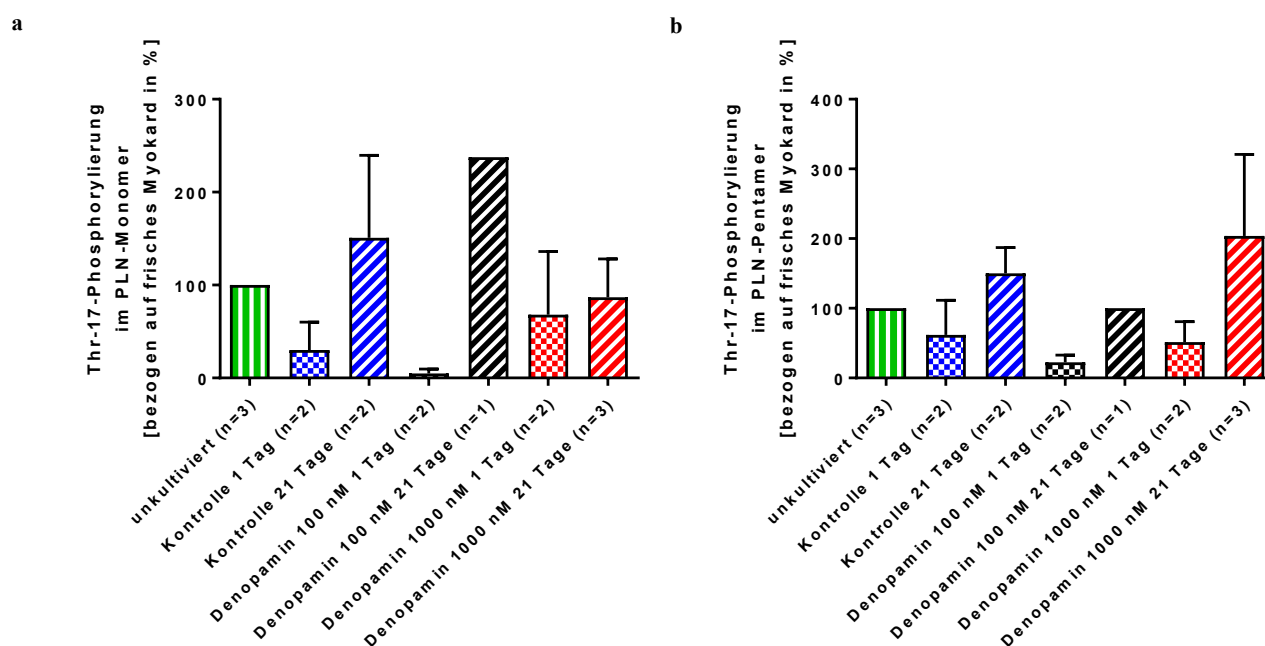 a
Thr-17-Phosphorylierung
im PLN-Monomer
[bezogen auf frisches Myokard in %]
300
200
100
0
unkultiviert (n=3)
Kontrolle 1 Tag (n=2)
Kontrolle 21 Tage (n=2)
Denopamin 100 nM 1 Tag (n=2)
Denopamin 100 nM 21 Tage (n=1)
Denopamin 1000 nM 1 Tag (n=2)
Denopamin 1000 nM 21 Tage (n=3)
b
Thr-17-Phosphorylierung
im PLN-Pentamer
[bezogen auf frisches Myokard in %]
400
300
200
100
0
unkultiviert (n=3)
Kontrolle 1 Tag (n=2)
Kontrolle 21 Tage (n=2)
Denopamin 100 nM 1 Tag (n=2)
Denopamin 100 nM 21 Tage (n=1)
Denopamin 1000 nM 1 Tag (n=2)
Denopamin 1000 nM 21 Tage (n=3)